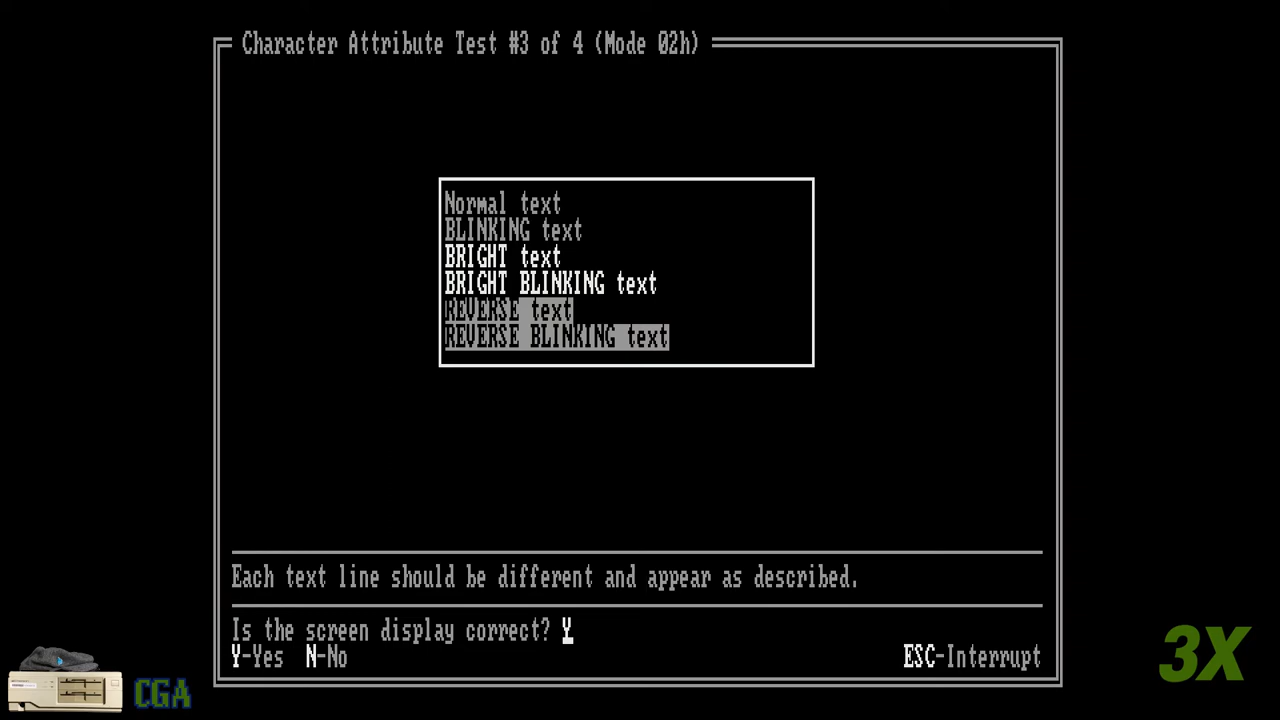 Character Attribute Test #3 of 4 (Mode 02h)
Normal text
BLINKING text
BRIGHT text
BRIGHT BLINKING text
REVERSE text
REVERSE BLINKING text
Each text line should be different and appear as described.
Is the screen display correct? Y
Y-Yes N-No ESC-Interrupt
CGA
3X